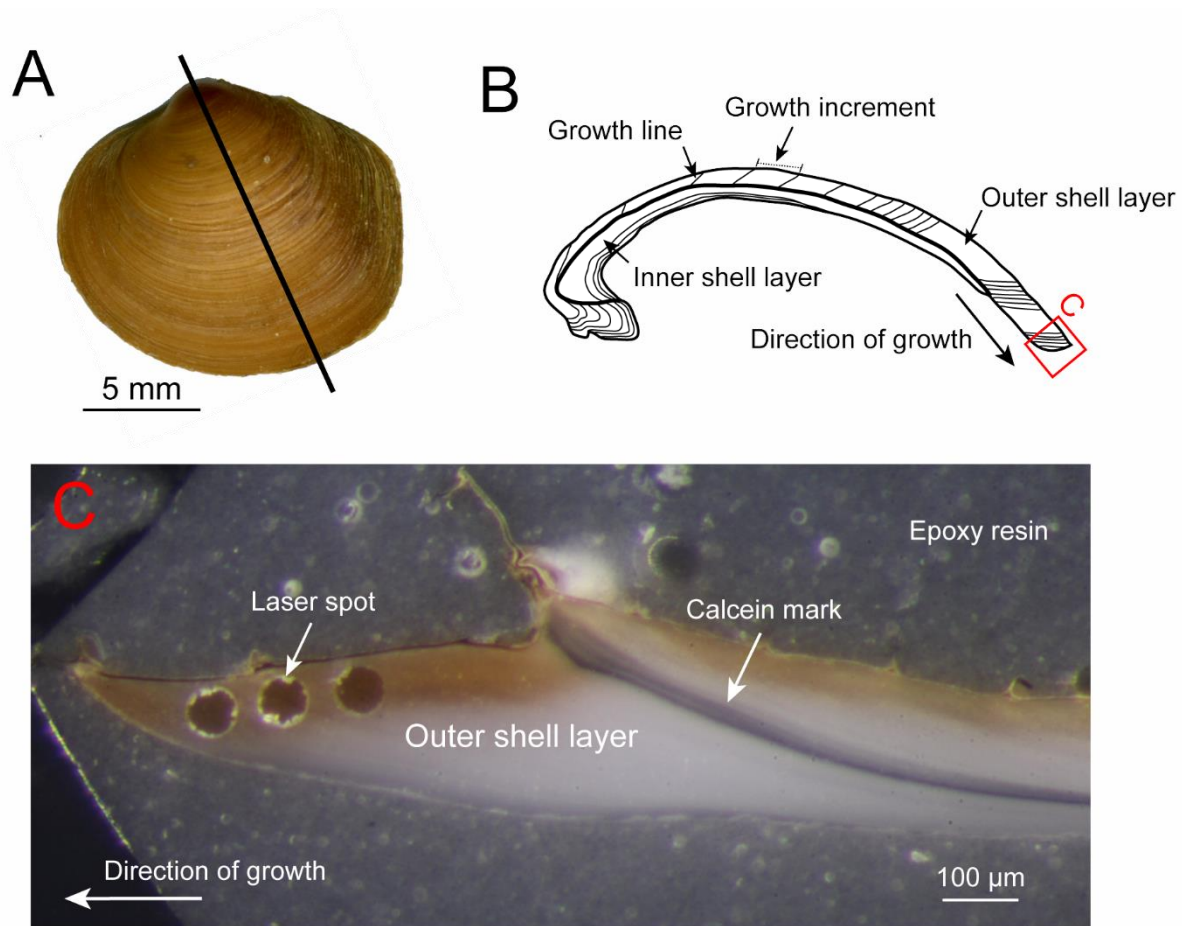 A
5 mm
B
Growth increment
Growth line
Outer shell layer
Inner shell layer
Direction of growth
C
C
Epoxy resin
Laser spot
Calcein mark
Outer shell layer
Direction of growth
100 µm